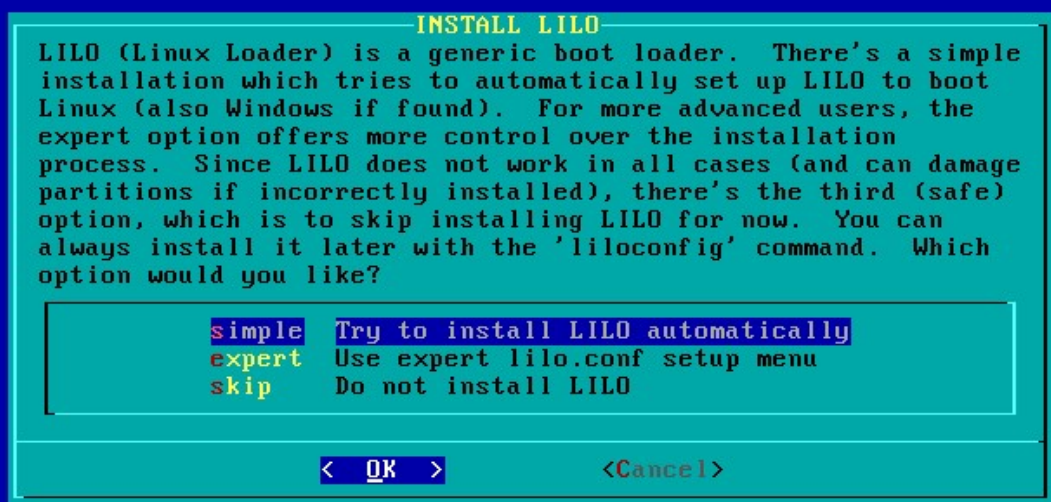 INSTALL LILO
LILO (Linux Loader) is a generic boot loader.  There's a simple
installation which tries to automatically set up LILO to boot
Linux (also Windows if found).  For more advanced users, the
expert option offers more control over the installation
process.  Since LILO does not work in all cases (and can damage
partitions if incorrectly installed), there's the third (safe)
option, which is to skip installing LILO for now.  You can
always install it later with the 'liloconfig' command.  Which
option would you like?
simple  Try to install LILO automatically
expert  Use expert lilo.conf setup menu
skip    Do not install LILO
<  OK  >  <Cancel>